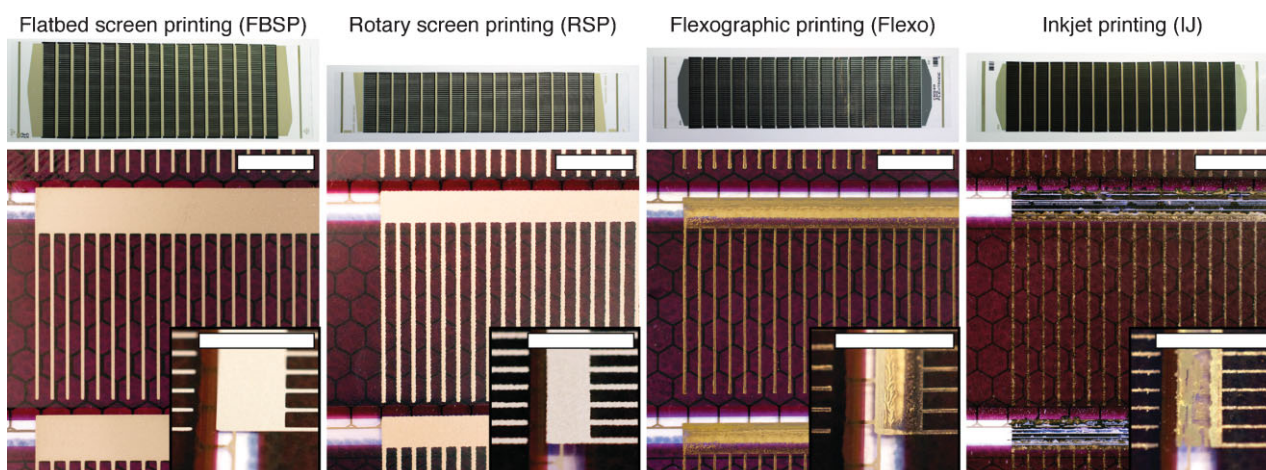 Flatbed screen printing (FBSP)
Rotary screen printing (RSP)
Flexographic printing (Flexo)
Inkjet printing (IJ)